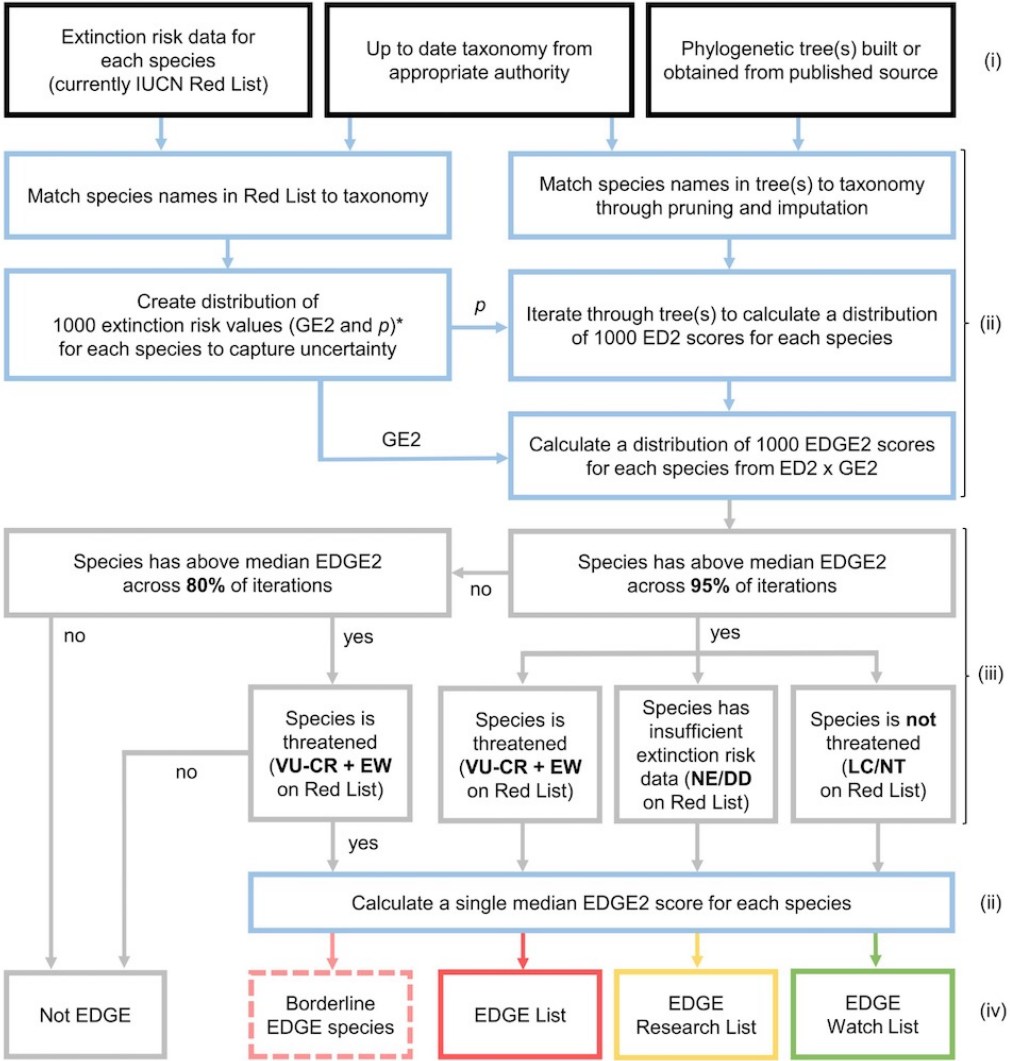 Extinction risk data for
each species
(currently IUCN Red List)
Up to date taxonomy from
appropriate authority
Phylogenetic tree(s) built or
obtained from published source
(i)
Match species names in Red List to taxonomy
Match species names in tree(s) to taxonomy
through pruning and imputation
Create distribution of
1000 extinction risk values (GE2 and p)*
for each species to capture uncertainty
p
Iterate through tree(s) to calculate a distribution
of 1000 ED2 scores for each species
(ii)
GE2
Calculate a distribution of 1000 EDGE2 scores
for each species from ED2 x GE2
Species has above median EDGE2
across 80% of iterations
no
Species has above median EDGE2
across 95% of iterations
no
yes
yes
(iii)
Species is
threatened
(VU-CR + EW
on Red List)
no
Species is
threatened
(VU-CR + EW
on Red List)
Species has
insufficient
extinction risk
data (NE/DD
on Red List)
Species is not
threatened
(LC/NT
on Red List)
yes
Calculate a single median EDGE2 score for each species
(ii)
Not EDGE
Borderline
EDGE species
EDGE List
EDGE
Research List
EDGE
Watch List
(iv)